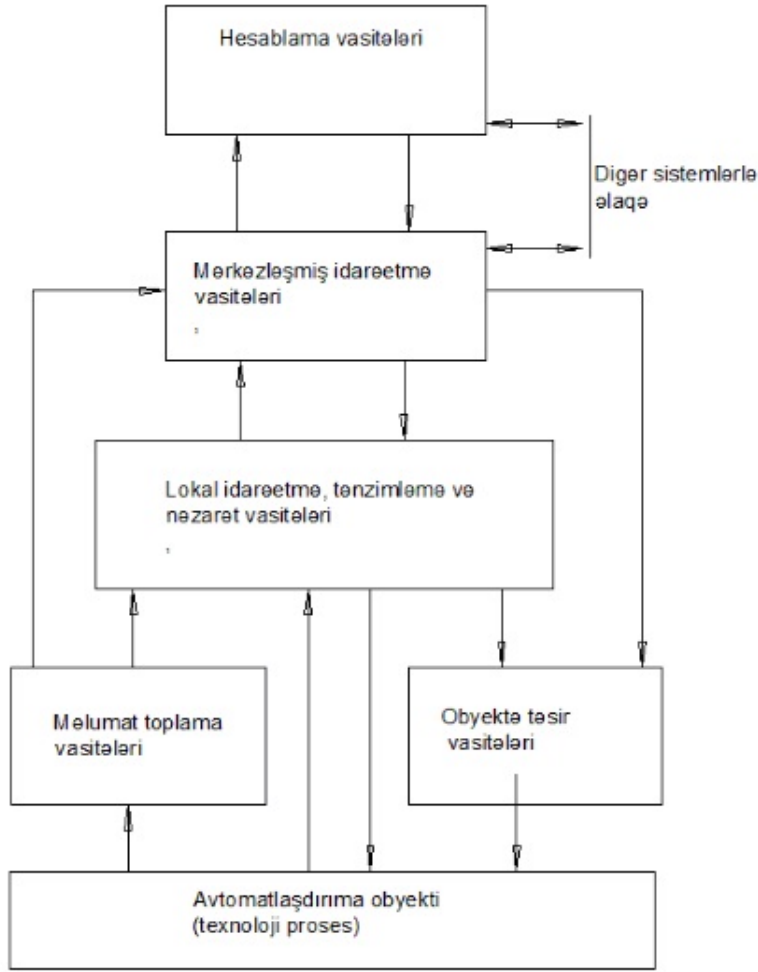 Hesablama vasitələri
Digər sistemlərlə
əlaqə
Mərkəzləşmiş idarəetmə
vasitələri
,
Lokal idarəetmə, tənzimləmə və
nəzarət vasitələri
,
Məlumat toplama
vasitələri
Obyektə təsir
vasitələri
Avtomatlaşdırıma obyekti
(texnoloji proses)